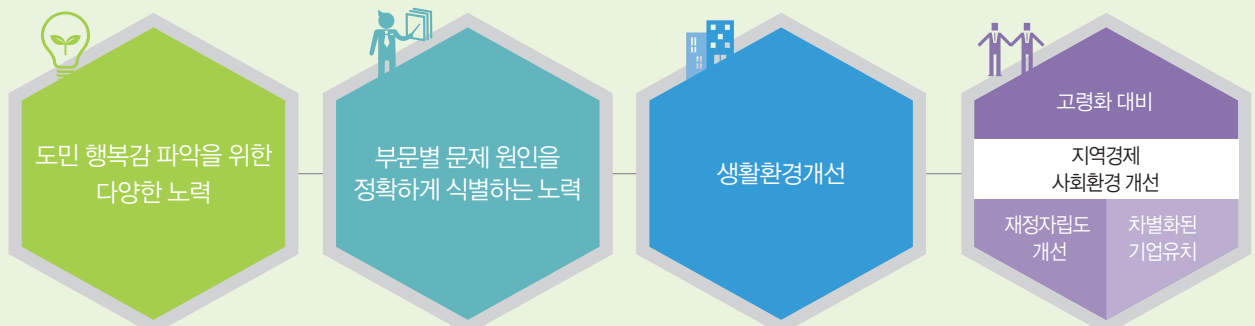 도민 행복감 파악을 위한
다양한 노력
부문별 문제 원인을
정확하게 식별하는 노력
생활환경개선
고령화 대비
지역경제
사회환경 개선
재정자립도
개선
차별화된
기업유치